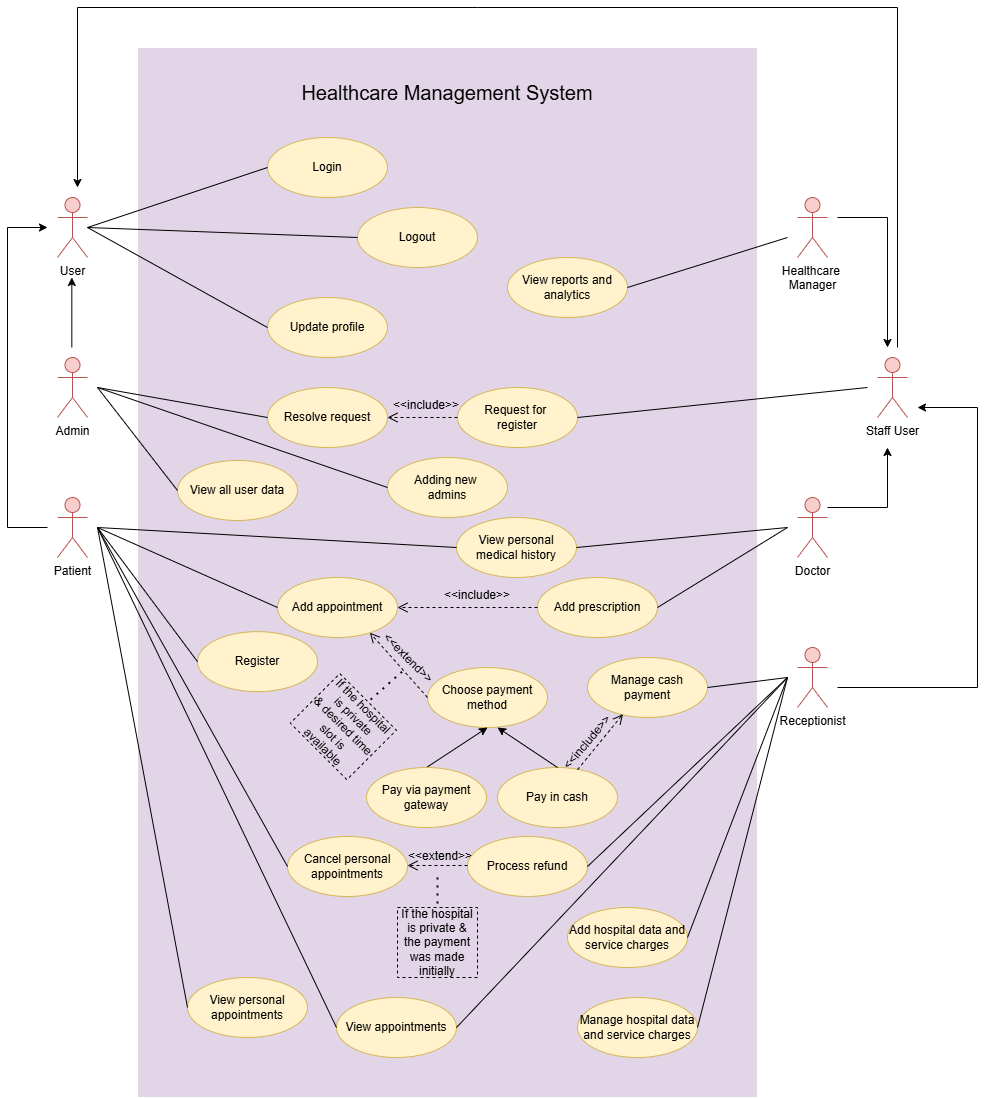 Healthcare Management System
Login
Logout
User
Healthcare
Manager
View reports and
analytics
Update profile
Admin
Resolve request
<<include>>
Request for
register
Staff User
View all user data
Adding new
admins
Patient
View personal
medical history
Doctor
Add appointment
<<include>>
Add prescription
Register
<<extend>>
If the hospital
is private
& desired time
slot is
available
Choose payment
method
Manage cash
payment
Receptionist
<<include>>
Pay via payment
gateway
Pay in cash
Cancel personal
appointments
<<extend>>
Process refund
If the hospital
is private &
the payment
was made
initially
Add hospital data and
service charges
View personal
appointments
View appointments
Manage hospital data
and service charges